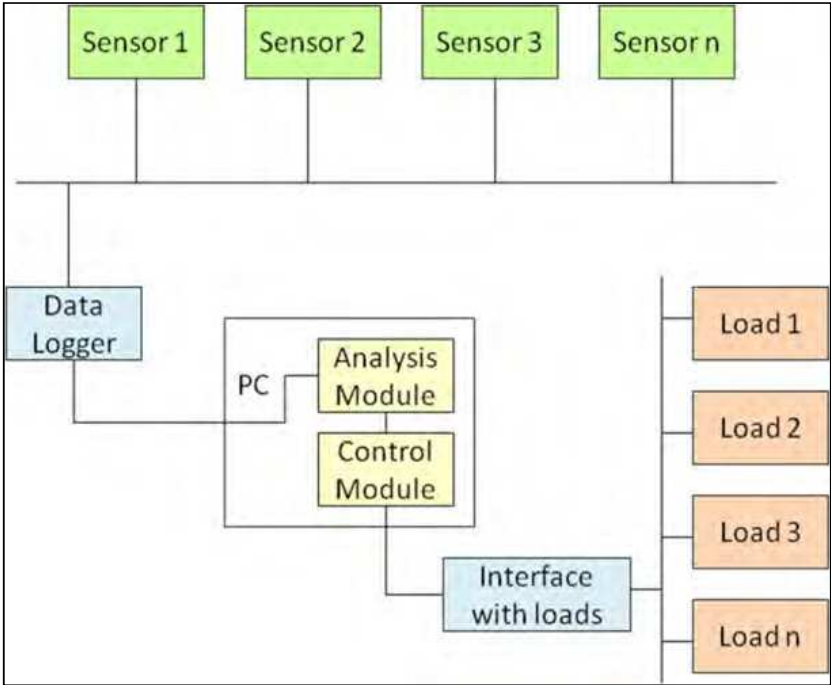 Sensor 1
Sensor 2
Sensor 3
Sensor n
Data
Logger
PC
Analysis
Module
Control
Module
Interface
with loads
Load 1
Load 2
Load 3
Load n